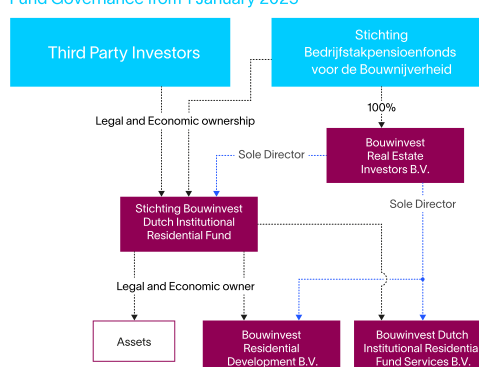 Fund Governance from 1 January 2025
Third Party Investors
Stichting
Bedrijfstakpensioenfonds
voor de Bouwnijverheid
100%
Legal and Economic ownership
Bouwinvest
Real Estate
Investors B.V.
Sole Director
Sole Director
Stichting Bouwinvest
Dutch Institutional
Residential Fund
Legal and Economic owner
Assets
Bouwinvest
Residential
Development B.V.
Bouwinvest Dutch
Institutional Residentia
Fund Services B.V.